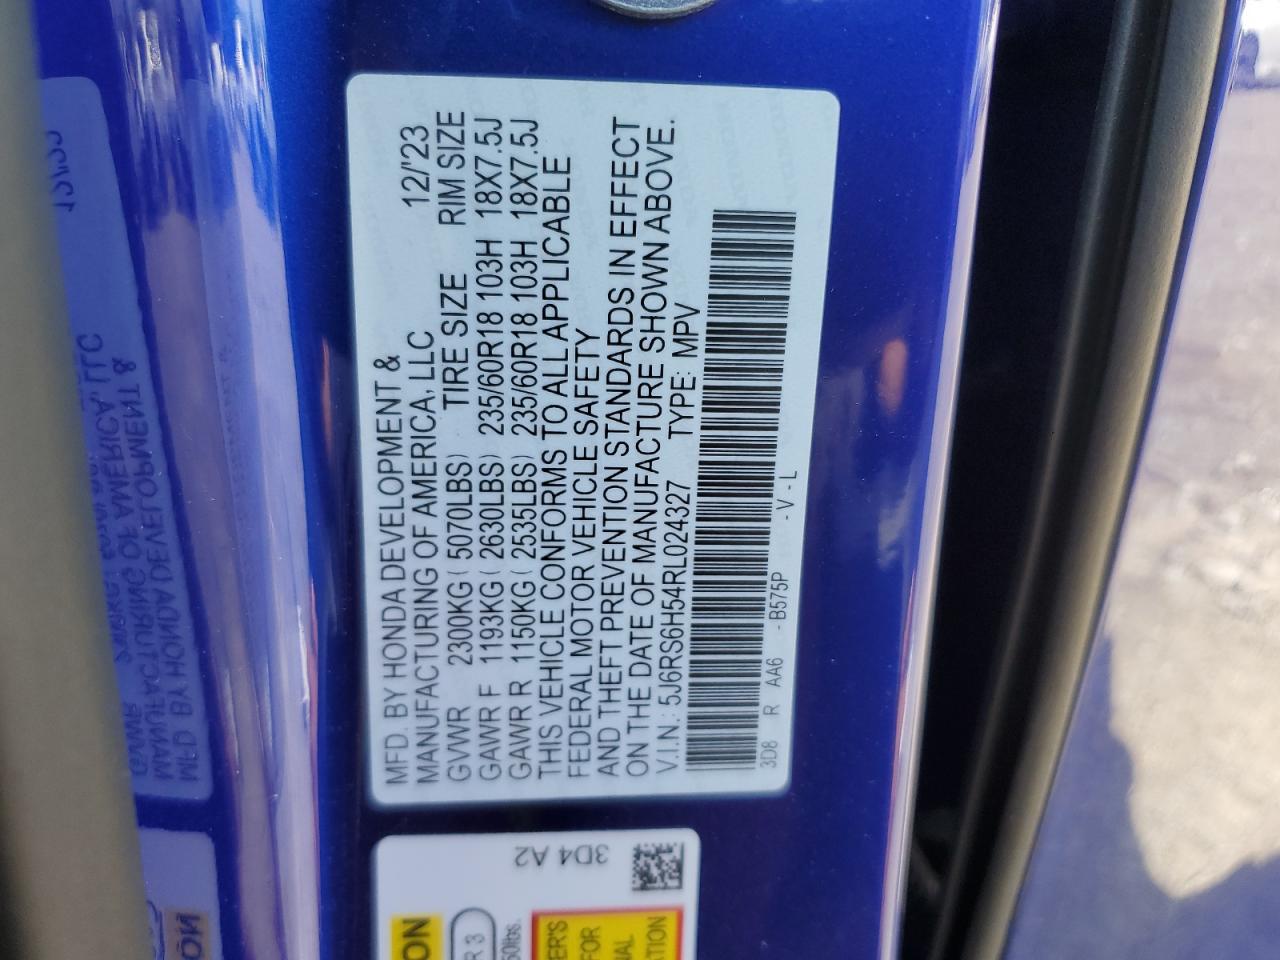 MFD. BY HONDA DEVELOPMENT &
MANUFACTURING OF AMERICA, LLC 12/'23
GVWR 2300KG ( 5070LBS) TIRE SIZE RIM SIZE
GAWR F 1193KG ( 2630LBS) 235/60R18 103H 18X7.5J
GAWR R 1150KG ( 2535LBS) 235/60R18 103H 18X7.5J
THIS VEHICLE CONFORMS TO ALL APPLICABLE
FEDERAL MOTOR VEHICLE SAFETY
AND THEFT PREVENTION STANDARDS IN EFFECT
ON THE DATE OF MANUFACTURE SHOWN ABOVE.
V.I.N.: 5J6RS6H54RL024327 TYPE: MPV
3D8 R AA6 - B575P - V - L
3D4 A2